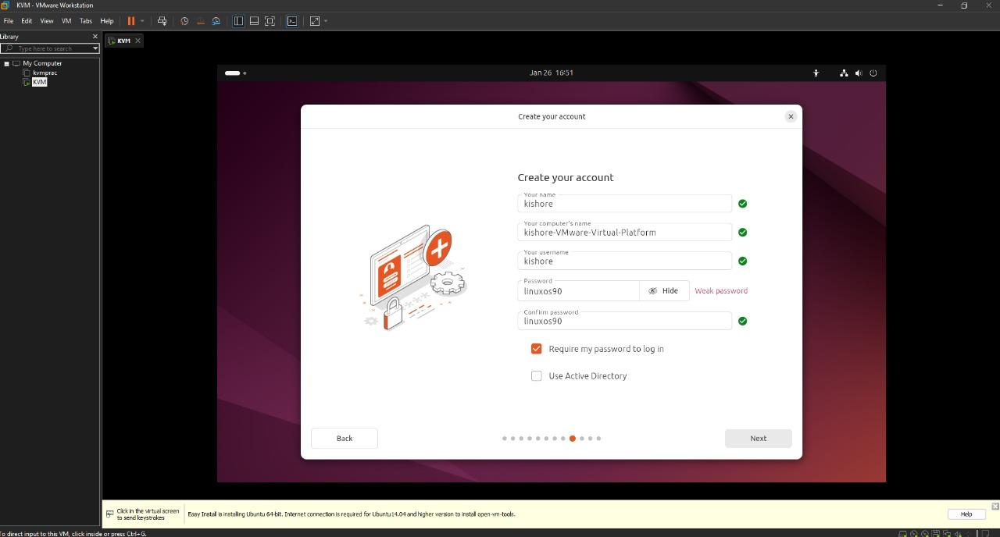 KVM - VMware Workstation
File Edit View VM Tabs Help
Library
Type here to search
My Computer
kvmprac
KVM
KVM
Jan 26 16:51
Create your account
Create your account
Your name
kishore
Your computer's name
kishore-VMware-Virtual-Platform
Your username
kishore
Password
linuxos90
Hide
Weak password
Confirm password
linuxos90
Require my password to log in
Use Active Directory
Back
Next
Click in the virtual screen
to send keystrokes
Easy Install is installing Ubuntu 64-bit. Internet connection is required for Ubuntu14.04 and higher version to install open-vm-tools.
Help
To direct input to this VM, click inside or press Ctrl+G.